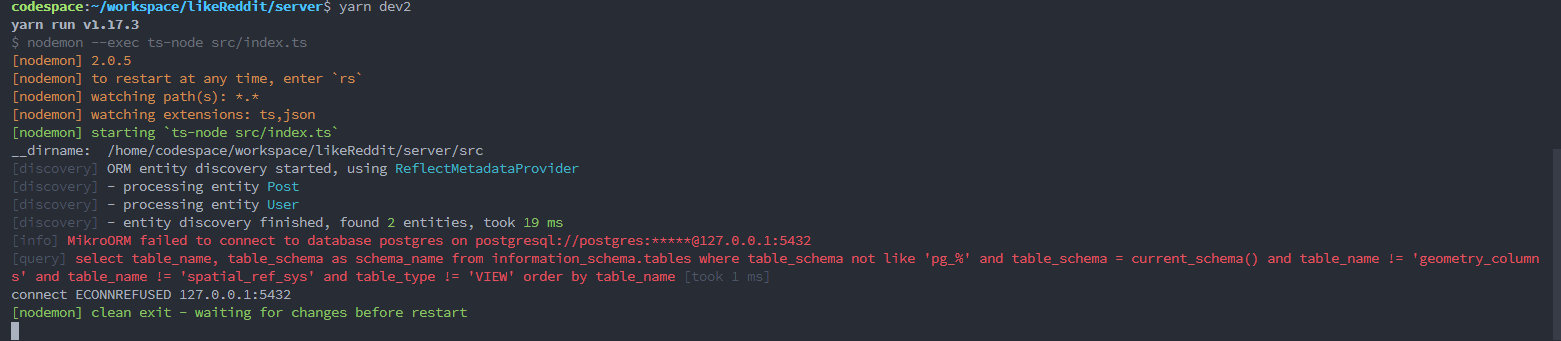 codespace:~/workspace/likeReddit/server$ yarn dev2
yarn run v1.17.3
$ nodemon --exec ts-node src/index.ts
[nodemon] 2.0.5
[nodemon] to restart at any time, enter `rs`
[nodemon] watching path(s): *.*
[nodemon] watching extensions: ts,json
[nodemon] starting `ts-node src/index.ts`
__dirname:  /home/codespace/workspace/likeReddit/server/src
[discovery] ORM entity discovery started, using ReflectMetadataProvider
[discovery] - processing entity Post
[discovery] - processing entity User
[discovery] - entity discovery finished, found 2 entities, took 19 ms
[info] MikroORM failed to connect to database postgres on postgresql://postgres:*****@127.0.0.1:5432
[query] select table_name, table_schema as schema_name from information_schema.tables where table_schema not like 'pg_%' and table_schema = current_schema() and table_name != 'geometry_column
s' and table_name != 'spatial_ref_sys' and table_type != 'VIEW' order by table_name [took 1 ms]
connect ECONNREFUSED 127.0.0.1:5432
[nodemon] clean exit - waiting for changes before restart